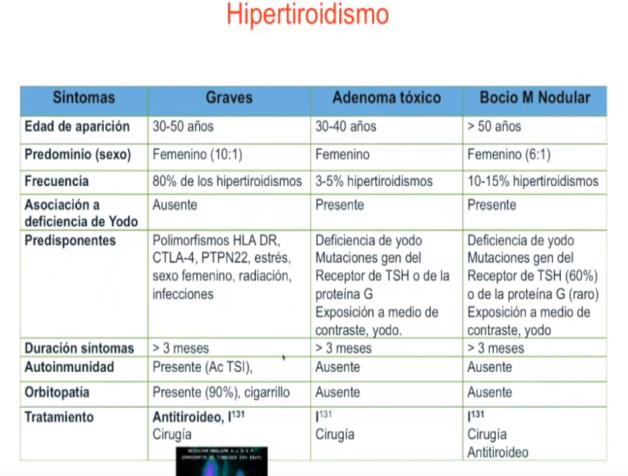 Hipertiroidismo
Síntomas Graves Adenoma tóxico Bocio M Nodular
Edad de aparición 30-50 años 30-40 años > 50 años
Predominio (sexo) Femenino (10:1) Femenino Femenino (6:1)
Frecuencia 80% de los hipertiroidismos 3-5% hipertiroidismos 10-15% hipertiroidismos
Asociación a Ausente Presente Presente
deficiencia de Yodo
Predisponentes Polimorfismos HLA DR, Deficiencia de yodo Deficiencia de yodo
CTLA-4, PTPN22, estrés, Mutaciones gen del Mutaciones gen del
sexo femenino, radiación, Receptor de TSH o de la Receptor de TSH (60%)
infecciones proteína G o de la proteína G (raro)
Exposición a medio de Exposición a medio de
contraste, yodo. contraste, yodo
Duración síntomas > 3 meses > 3 meses > 3 meses
Autoinmunidad Presente (Ac TSI), Ausente Ausente
Orbitopatía Presente (90%), cigarrillo Ausente Ausente
Tratamiento Antitiroideo, I¹³¹ I¹³¹ I¹³¹
Cirugía Cirugía Cirugía
Antitiroideo